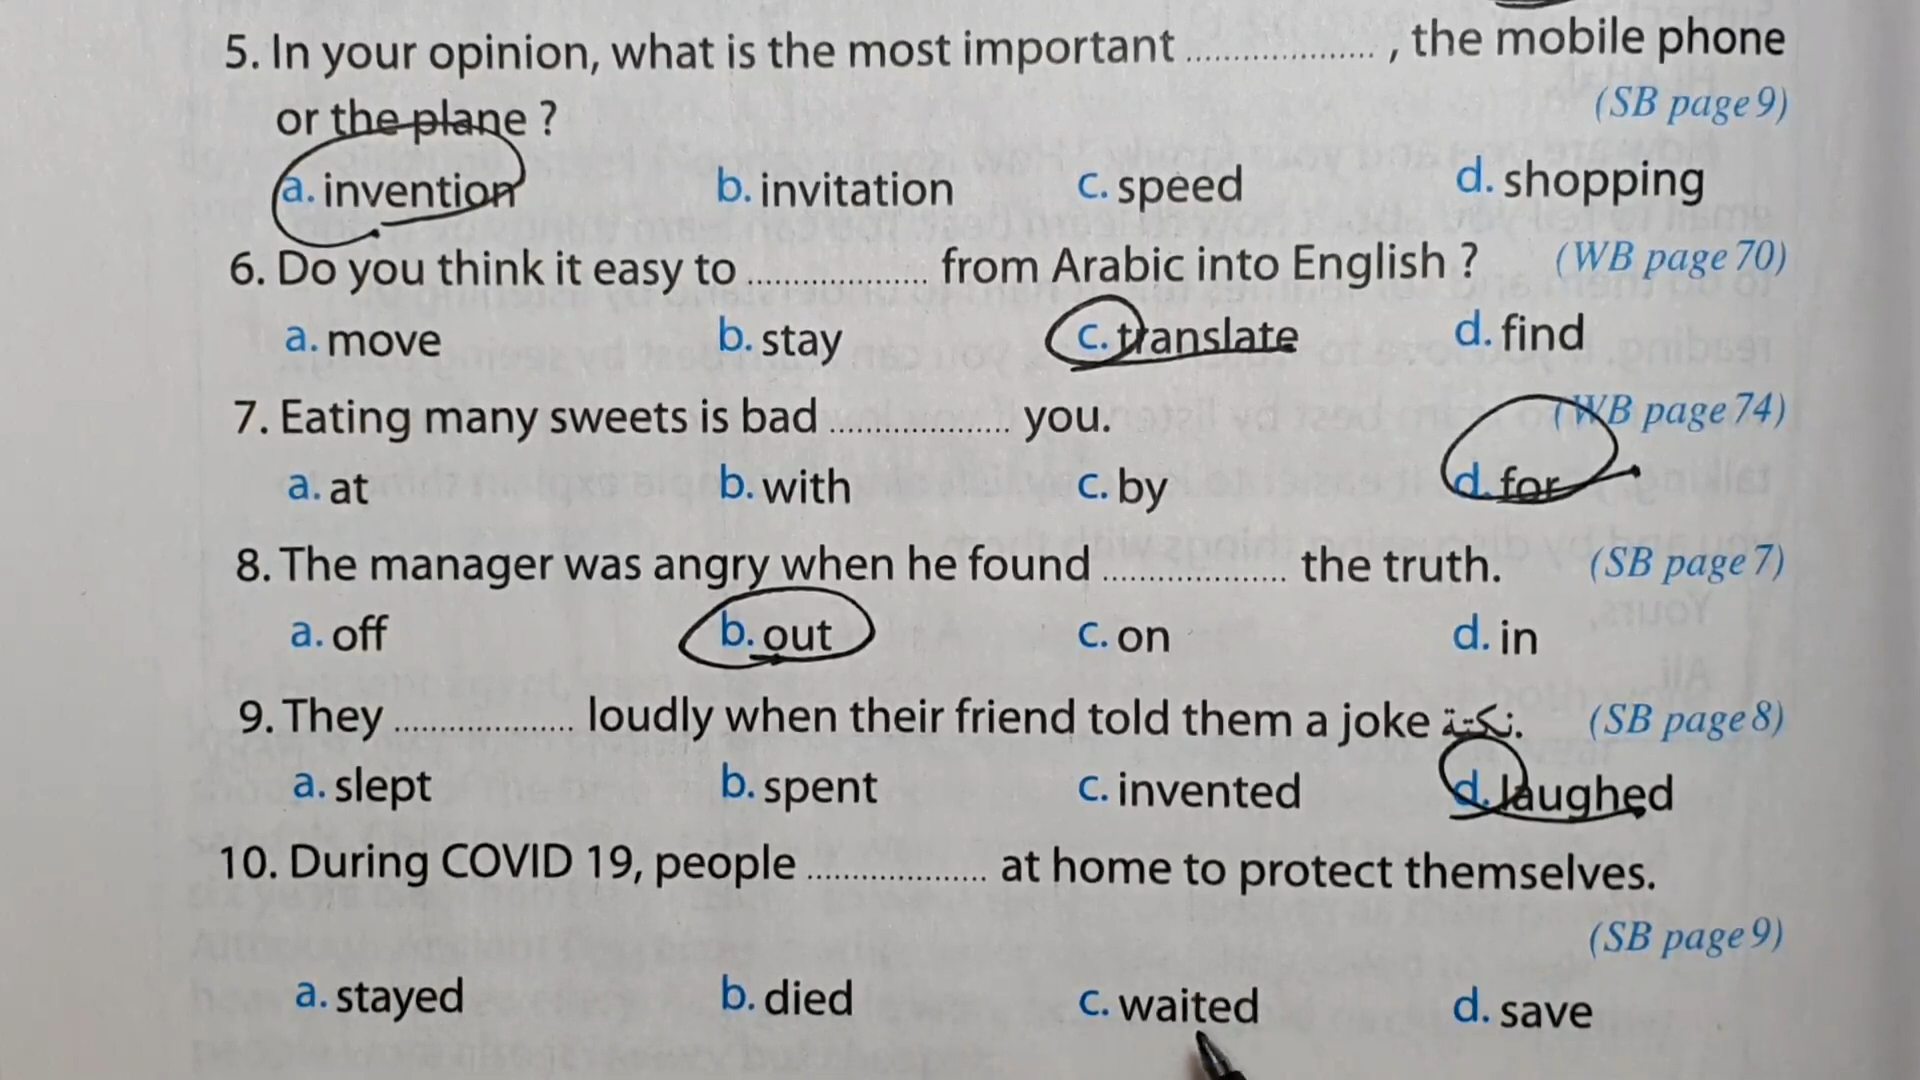 5. In your opinion, what is the most important .................. , the mobile phone
or the plane ?
(SB page 9)
a. invention b. invitation c. speed d. shopping
6. Do you think it easy to .................. from Arabic into English ? (WB page 70)
a. move b. stay c. translate d. find
7. Eating many sweets is bad .................. you. (WB page 74)
a. at b. with c. by d. for
8. The manager was angry when he found .................. the truth. (SB page 7)
a. off b. out c. on d. in
9. They .................. loudly when their friend told them a joke نكتة. (SB page 8)
a. slept b. spent c. invented d. laughed
10. During COVID 19, people .................. at home to protect themselves.
(SB page 9)
a. stayed b. died c. waited d. save